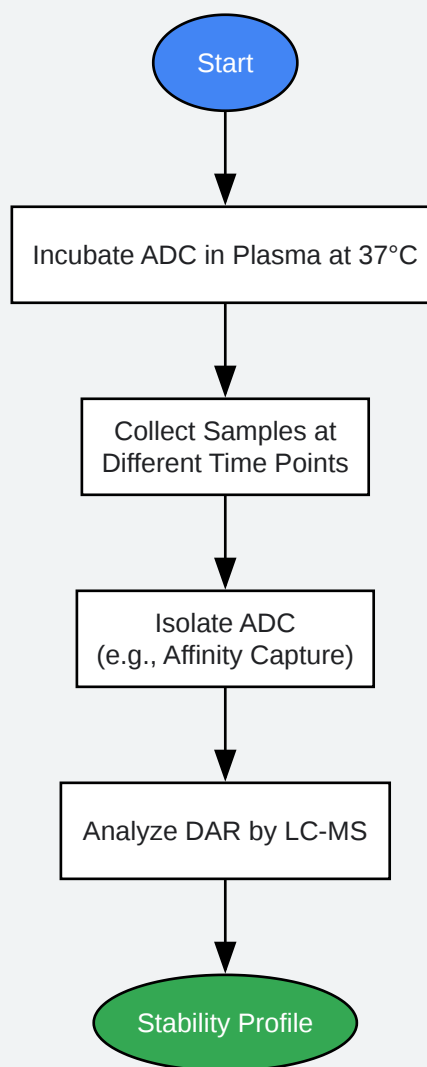 Start
Incubate ADC in Plasma at 37°C
Collect Samples at
Different Time Points
Isolate ADC
(e.g., Affinity Capture)
Analyze DAR by LC-MS
Stability Profile